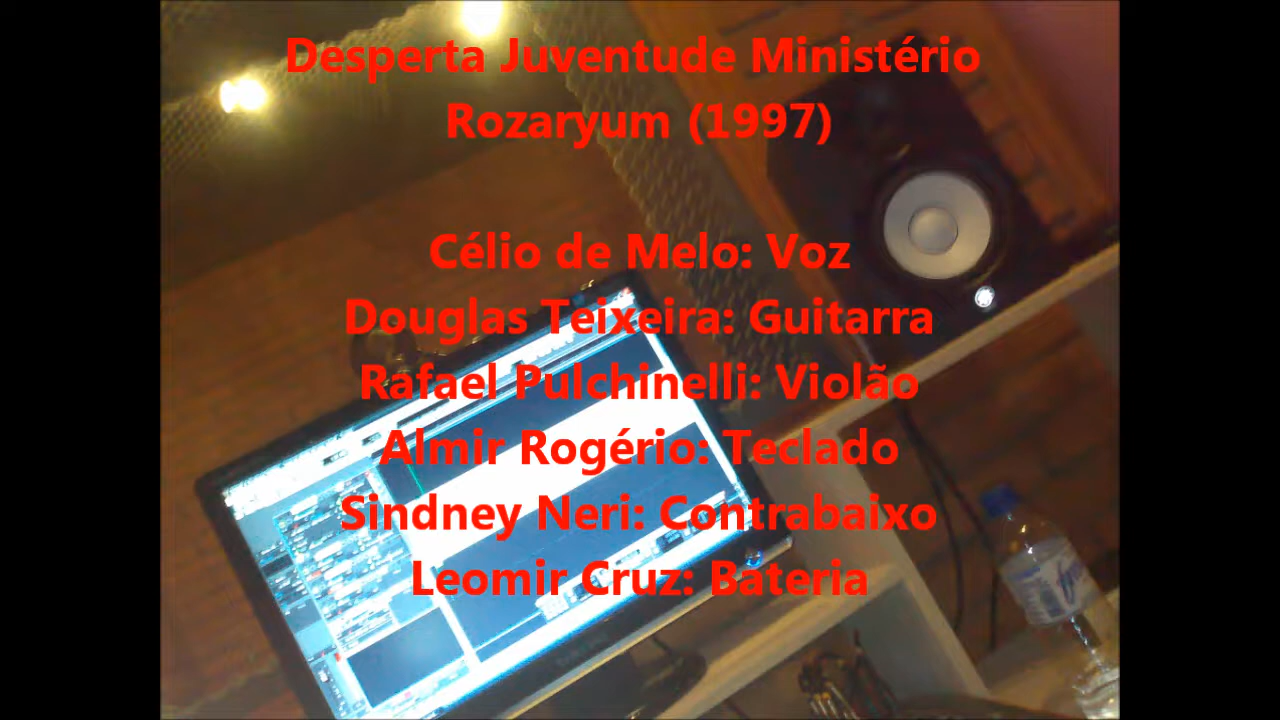 Desperta Juventude Ministério
Rozaryum (1997)
Célio de Melo: Voz
Douglas Teixeira: Guitarra
Rafael Pulchinelli: Violão
Almir Rogério: Teclado
Sindney Neri: Contrabaixo
Leomir Cruz: Bateria